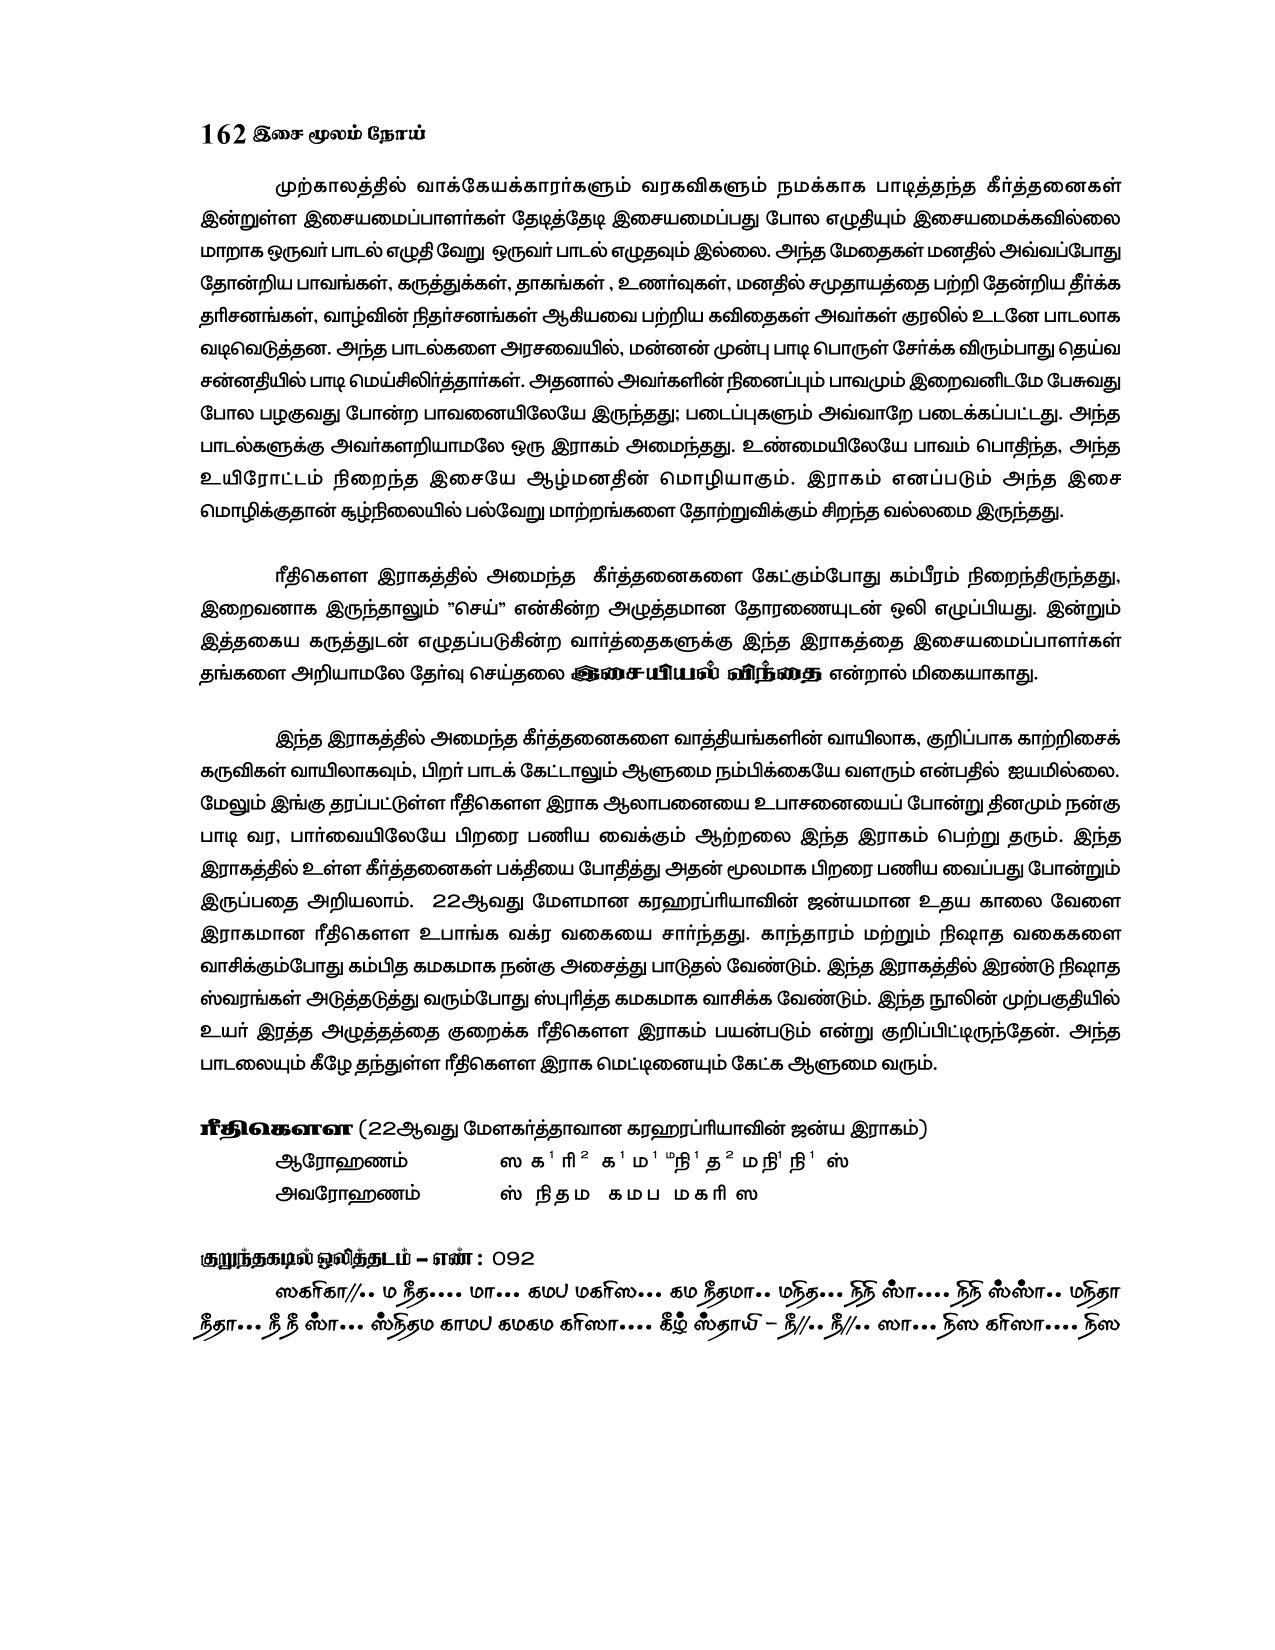 162 இசை மூலம் நோய்
முற்காலத்தில் வாக்கேயக்காரர்களும் வரகவிகளும் நமக்காக பாடித்தந்த கீர்த்தனைகள்
இன்றுள்ள இசையமைப்பாளர்கள் தேடித்தேடி இசையமைப்பது போல எழுதியும் இசையமைக்கவில்லை
மாறாக ஒருவர் பாடல் எழுதி வேறு ஒருவர் பாடல் எழுதவும் இல்லை. அந்த மேதைகள் மனதில் அவ்வப்போது
தோன்றிய பாவங்கள், கருத்துக்கள், தாகங்கள் , உணர்வுகள், மனதில் சமுதாயத்தை பற்றி தேன்றிய தீர்க்க
தரிசனங்கள், வாழ்வின் நிதர்சனங்கள் ஆகியவை பற்றிய கவிதைகள் அவர்கள் குரலில் உடனே பாடலாக
வடிவெடுத்தன. அந்த பாடல்களை அரசவையில், மன்னன் முன்பு பாடி பொருள் சேர்க்க விரும்பாது தெய்வ
சன்னதியில் பாடி மெய்சிலிர்த்தார்கள். அதனால் அவர்களின் நினைப்பும் பாவமும் இறைவனிடமே பேசுவது
போல பழகுவது போன்ற பாவனையிலேயே இருந்தது; படைப்புகளும் அவ்வாறே படைக்கப்பட்டது. அந்த
பாடல்களுக்கு அவர்களறியாமலே ஒரு இராகம் அமைந்தது. உண்மையிலேயே பாவம் பொதிந்த, அந்த
உயிரோட்டம் நிறைந்த இசையே ஆழ்மனதின் மொழியாகும். இராகம் எனப்படும் அந்த இசை
மொழிக்குதான் சூழ்நிலையில் பல்வேறு மாற்றங்களை தோற்றுவிக்கும் சிறந்த வல்லமை இருந்தது.
ரீதிகௌள இராகத்தில் அமைந்த கீர்த்தனைகளை கேட்கும்போது கம்பீரம் நிறைந்திருந்தது,
இறைவனாக இருந்தாலும் ”செய்” என்கின்ற அழுத்தமான தோரணையுடன் ஒலி எழுப்பியது. இன்றும்
இத்தகைய கருத்துடன் எழுதப்படுகின்ற வார்த்தைகளுக்கு இந்த இராகத்தை இசையமைப்பாளர்கள்
தங்களை அறியாமலே தேர்வு செய்தலை இசையியல் விந்தை என்றால் மிகையாகாது.
இந்த இராகத்தில் அமைந்த கீர்த்தனைகளை வாத்தியங்களின் வாயிலாக, குறிப்பாக காற்றிசைக்
கருவிகள் வாயிலாகவும், பிறர் பாடக் கேட்டாலும் ஆளுமை நம்பிக்கையே வளரும் என்பதில் ஐயமில்லை.
மேலும் இங்கு தரப்பட்டுள்ள ரீதிகௌள இராக ஆலாபனையை உபாசனையைப் போன்று தினமும் நன்கு
பாடி வர, பார்வையிலேயே பிறரை பணிய வைக்கும் ஆற்றலை இந்த இராகம் பெற்று தரும். இந்த
இராகத்தில் உள்ள கீர்த்தனைகள் பக்தியை போதித்து அதன் மூலமாக பிறரை பணிய வைப்பது போன்றும்
இருப்பதை அறியலாம். 22ஆவது மேளமான கரஹரப்ரியாவின் ஜன்யமான உதய காலை வேளை
இராகமான ரீதிகௌள உபாங்க வக்ர வகையை சார்ந்தது. காந்தாரம் மற்றும் நிஷாத வகைகளை
வாசிக்கும்போது கம்பித கமகமாக நன்கு அசைத்து பாடுதல் வேண்டும். இந்த இராகத்தில் இரண்டு நிஷாத
ஸ்வரங்கள் அடுத்தடுத்து வரும்போது ஸ்புரித்த கமகமாக வாசிக்க வேண்டும். இந்த நூலின் முற்பகுதியில்
உயர் இரத்த அழுத்தத்தை குறைக்க ரீதிகௌள இராகம் பயன்படும் என்று குறிப்பிட்டிருந்தேன். அந்த
பாடலையும் கீழே தந்துள்ள ரீதிகௌள இராக மெட்டினையும் கேட்க ஆளுமை வரும்.
ரீதிகௌள (22ஆவது மேளகர்த்தாவான கரஹரப்ரியாவின் ஜன்ய இராகம்)
ஆரோஹணம் ஸ க¹ ரி² க¹ ம¹ ᵐநி¹ த² ம நி¹ நி¹ ஸ்
அவரோஹணம் ஸ் நிதம கமப மகரி ஸ
குறுந்தகடில் ஒலித்தடம் – எண் : 092
ஸகரிகா//.. ம நீத.... மா... கமப மகரிஸ... கம நீதமா.. மநித... நிநி ஸா.... நிநி ஸ்ஸா.. மநிதா
நீதா... நீ நீ ஸா... ஸ்நிதம காமப கமகம கரிஸா.... கீழ் ஸ்தாயி – நீ//.. நீ//.. ஸா... நிஸ கரிஸா.... நிஸ